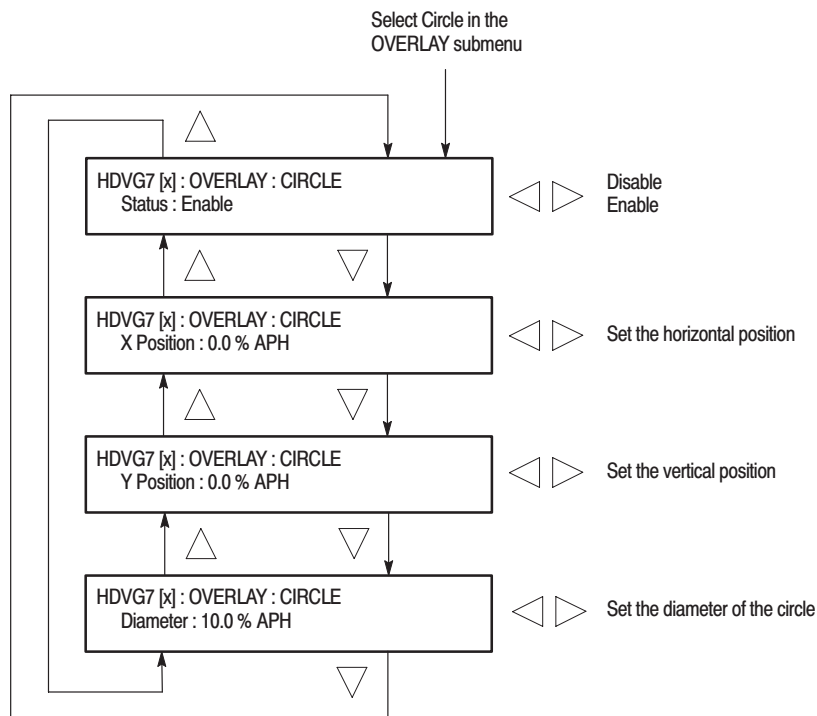 Select Circle in the
OVERLAY submenu
HDVG7 [x] : OVERLAY : CIRCLE
Status : Enable
Disable
Enable
HDVG7 [x] : OVERLAY : CIRCLE
X Position : 0.0 % APH
Set the horizontal position
HDVG7 [x] : OVERLAY : CIRCLE
Y Position : 0.0 % APH
Set the vertical position
HDVG7 [x] : OVERLAY : CIRCLE
Diameter : 10.0 % APH
Set the diameter of the circle